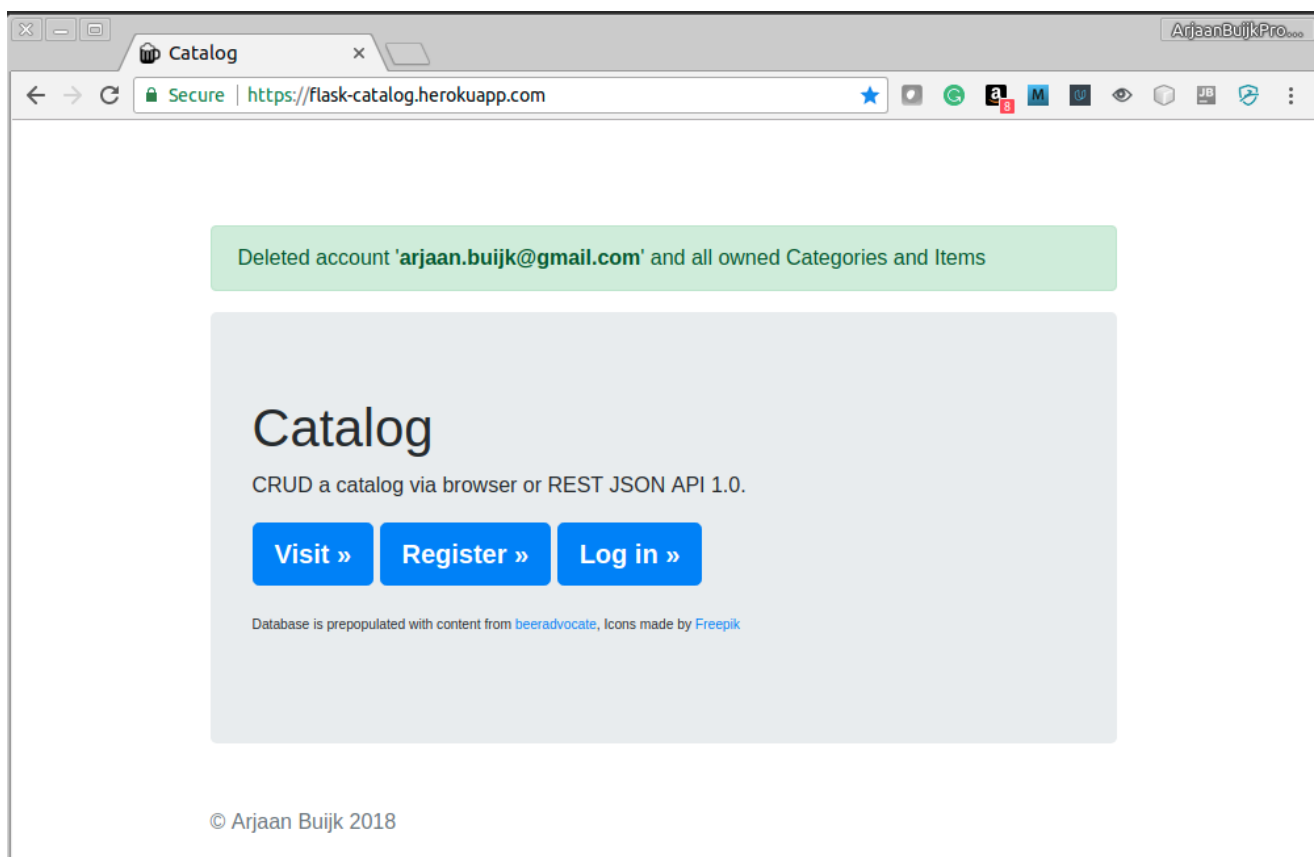 Catalog
ArjaanBuijkPro...
Secure | https://flask-catalog.herokuapp.com
a 8 M JB
Deleted account 'arjaan.buijk@gmail.com' and all owned Categories and Items
Catalog
CRUD a catalog via browser or REST JSON API 1.0.
Visit » Register » Log in »
Database is prepopulated with content from beeradvocate, Icons made by Freepik
© Arjaan Buijk 2018